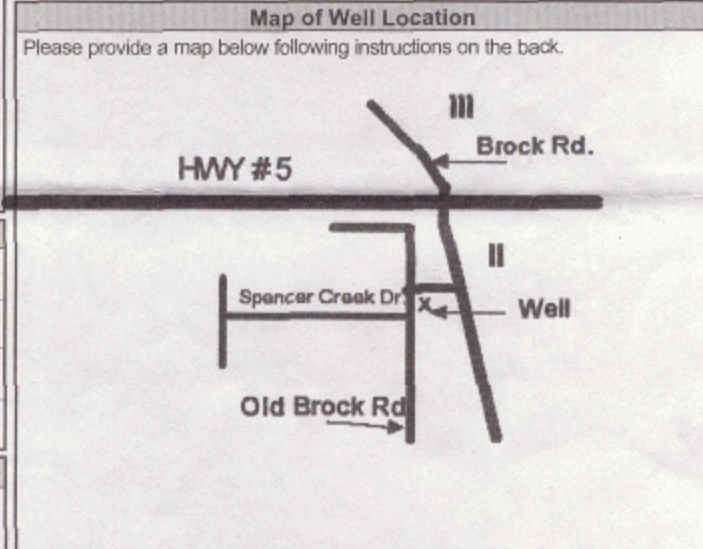 Map of Well Location
Please provide a map below following instructions on the back.
III
Brock Rd.
HWY #5
II
Spencer Creek Dr.
x
Well
Old Brock Rd